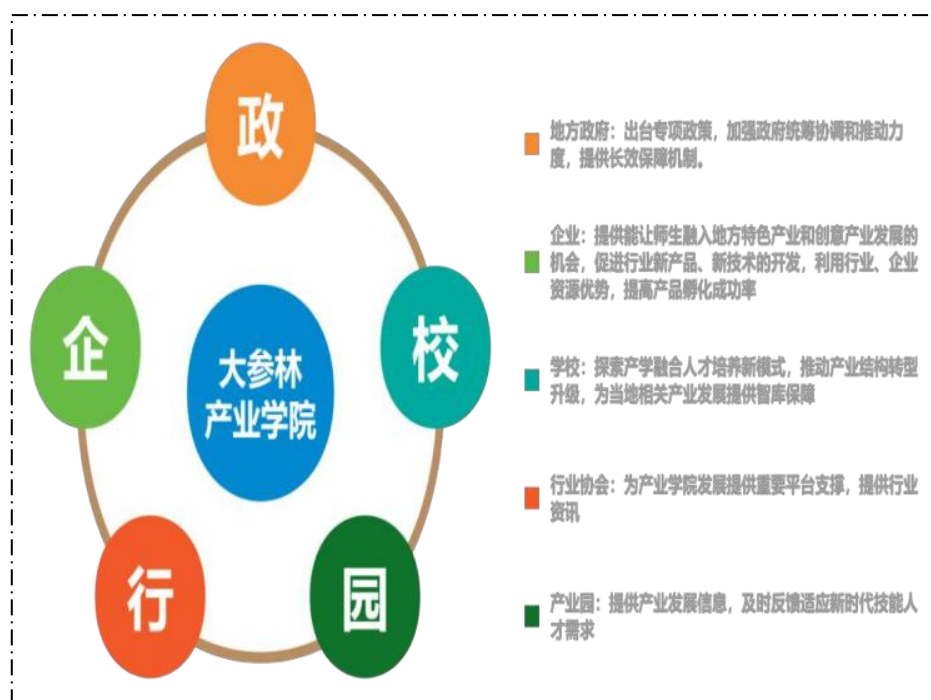 政
企
校
大参林
产业学院
行
园
地方政府：出台专项政策，加强政府统筹协调和推动力
度，提供长效保障机制。
企业：提供能让师生融入地方特色产业和创意产业发展的
机会，促进行业新产品、新技术的开发，利用行业、企业
资源优势，提高产品孵化成功率
学校：探索产学融合人才培养新模式，推动产业结构转型
升级，为当地相关产业发展提供智库保障
行业协会：为产业学院发展提供重要平台支撑，提供行业
资讯
产业园：提供产业发展信息，及时反馈适应新时代技能人
才需求